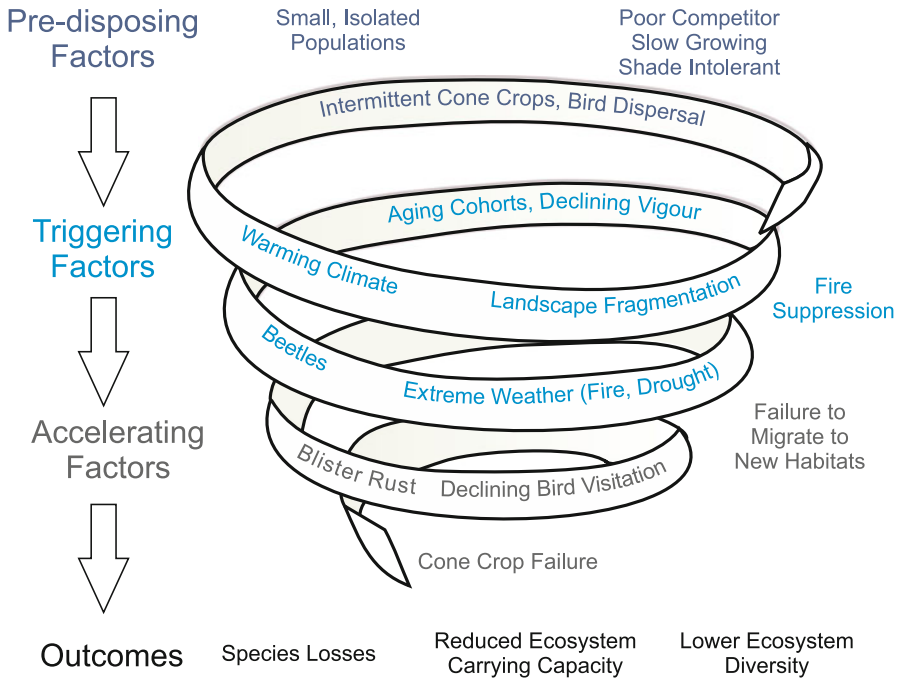 Pre-disposing
Factors
Small, Isolated
Populations
Poor Competitor
Slow Growing
Shade Intolerant
Intermittent Cone Crops, Bird Dispersal
Triggering
Factors
Aging Cohorts, Declining Vigour
Warming Climate
Landscape Fragmentation
Fire
Suppression
Beetles
Extreme Weather (Fire, Drought)
Accelerating
Factors
Failure to
Migrate to
New Habitats
Blister Rust
Declining Bird Visitation
Cone Crop Failure
Outcomes
Species Losses
Reduced Ecosystem
Carrying Capacity
Lower Ecosystem
Diversity